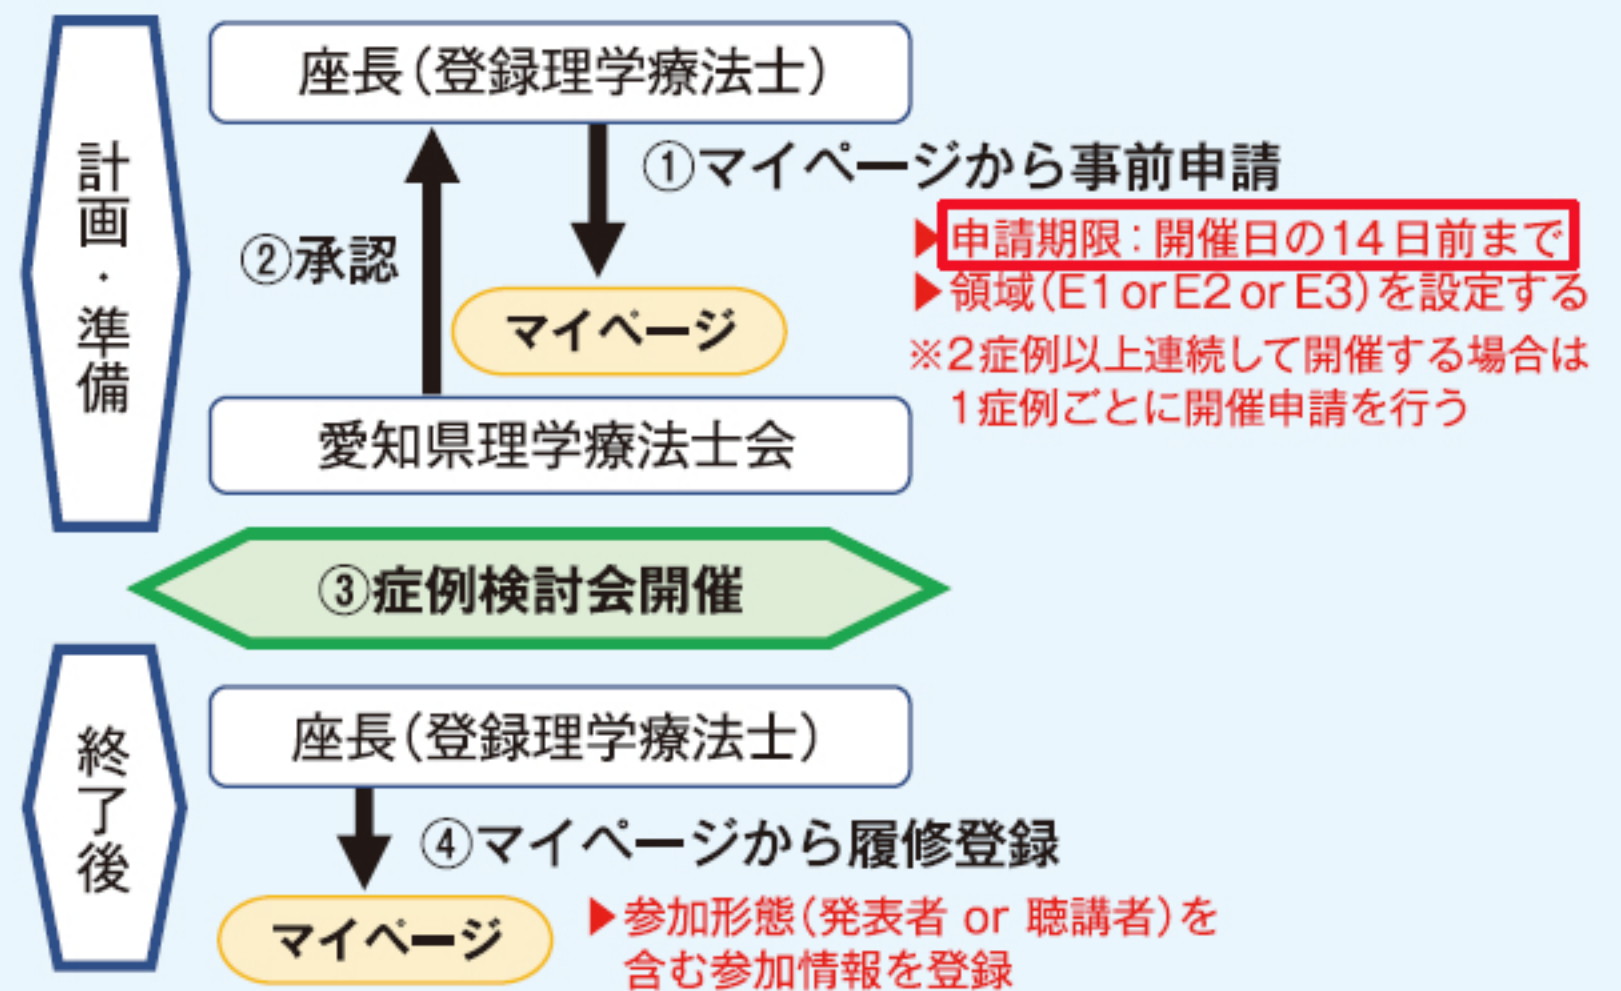 計画・準備
座長(登録理学療法士)
①マイページから事前申請
▶申請期限:開催日の14日前まで
▶領域(E1 or E2 or E3)を設定する
※2症例以上連続して開催する場合は
1症例ごとに開催申請を行う
②承認
マイページ
愛知県理学療法士会
③症例検討会開催
終了後
座長(登録理学療法士)
④マイページから履修登録
マイページ
▶参加形態(発表者 or 聴講者)を
含む参加情報を登録